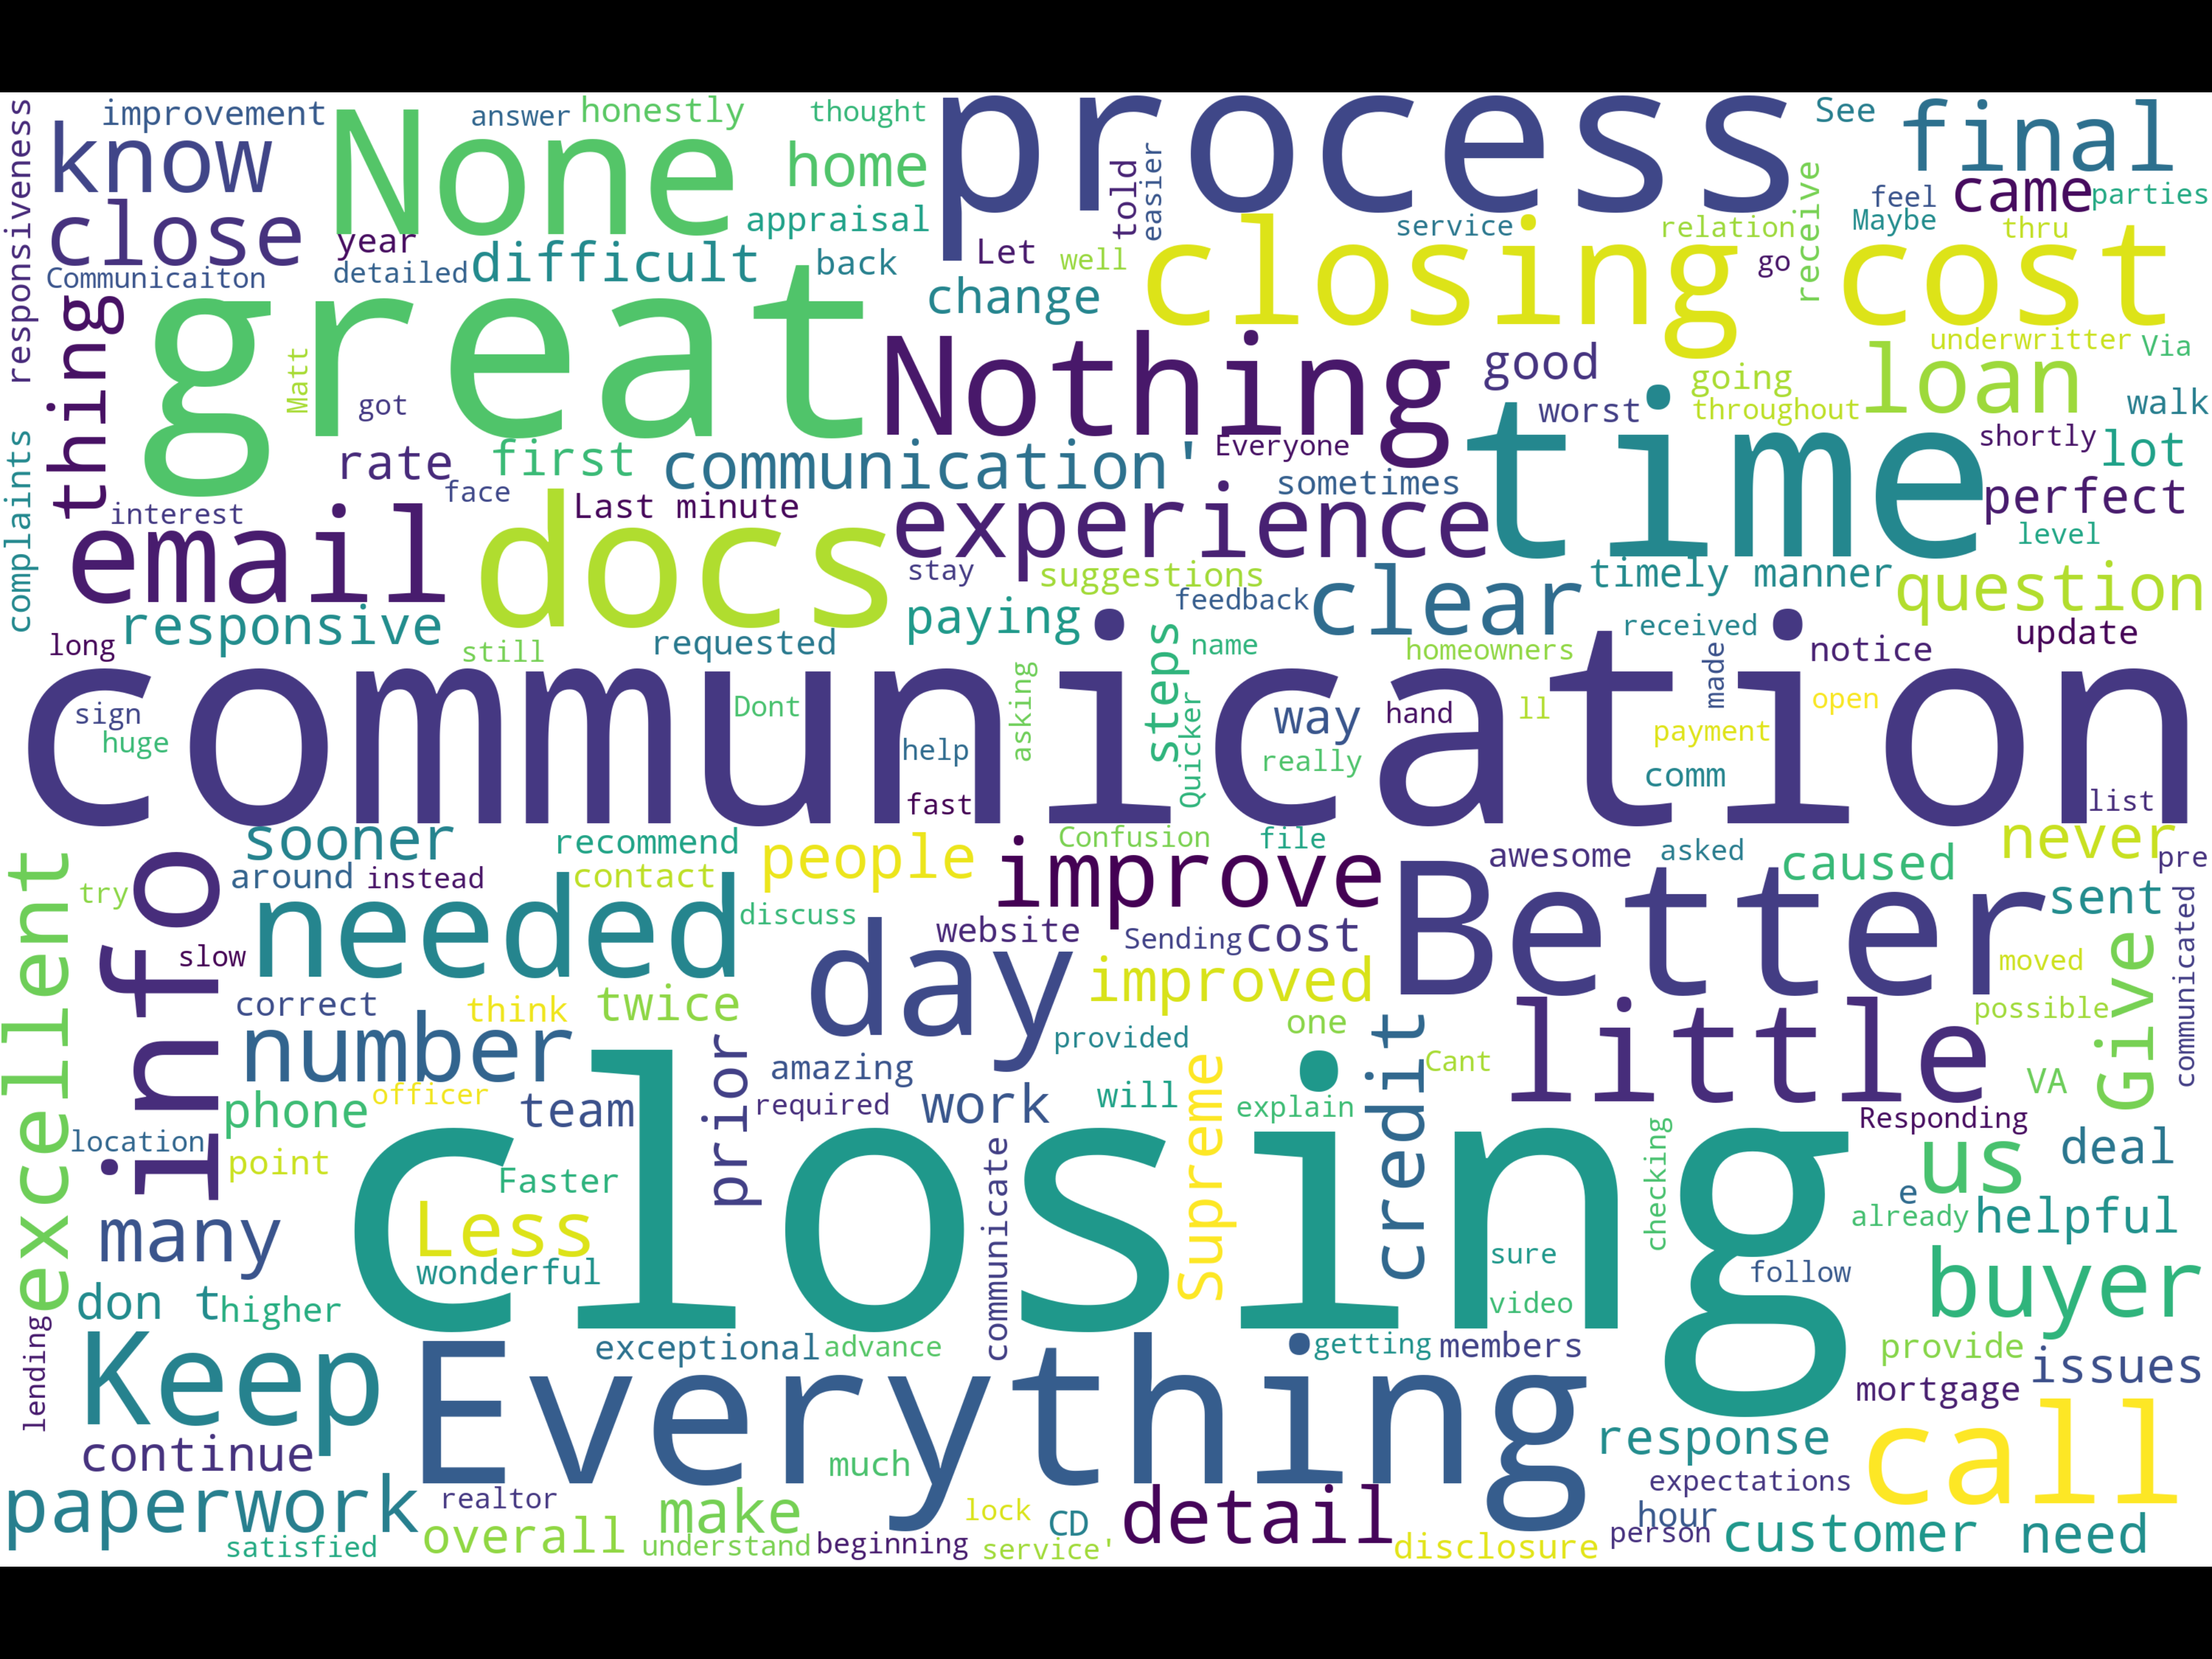 responsiveness
improvement
know
None
answer
honestly
thought
home
process
told
easier
See
final
receive
feel
came
parties
Maybe
close
year
appraisal
Let
well
closing
service
relation
go
thru
cost
Communicaiton
detailed
difficult
back
change
thing
great
Matt
got
Nothing
good
going
underwritter
Via
loan
worst
throughout
walk
complaints
rate
first
communication'
Everyone
time
shortly
lot
face
sometimes
interest
Last minute
perfect
email
docs
experience
level
stay
suggestions
timely manner
question
responsive
paying
feedback
clear
received
update
long
still
requested
steps
name
homeowners
made
notice
communication
sign
huge
Dont
asking
help
Quicker
way
hand
ll
open
payment
really
comm
fast
list
sooner
recommend
people
Confusion
file
improve
awesome
asked
caused
never
pre
excellent
try
info
around
instead
contact
needed
discuss
Better
sent
communicated
slow
day
website
Sending
cost
improved
Give
moved
correct
think
twice
number
prior
provided
one
credit
little
possible
amazing
Cant
VA
phone
officer
team
required
work
will
Supreme
explain
Responding
location
point
closing
communicate
checking
us
deal
Faster
e
many
Less
already
helpful
wonderful
sure
follow
don t
higher
video
buyer
lending
Keep
Everything
exceptional
advance
getting
members
provide
issues
mortgage
continue
much
response
call
expectations
paperwork
realtor
make
lock
CD
detail
hour
satisfied
overall
understand
beginning
service'
disclosure
person
customer
need